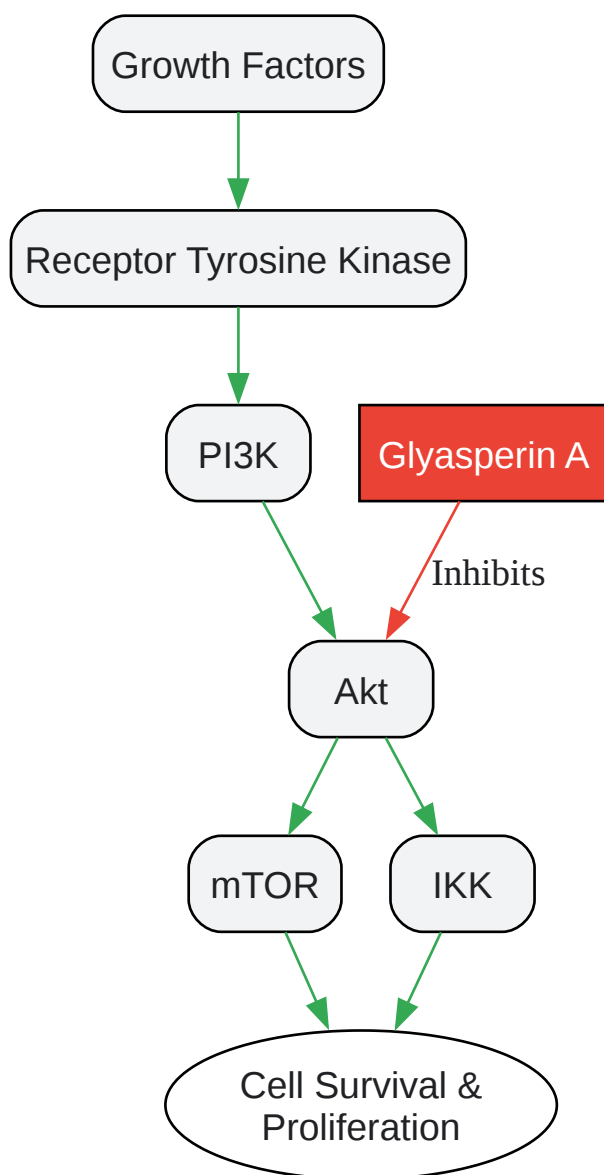 Growth Factors
Receptor Tyrosine Kinase
PI3K
Glyasperin A
Inhibits
Akt
mTOR
IKK
Cell Survival &
Proliferation